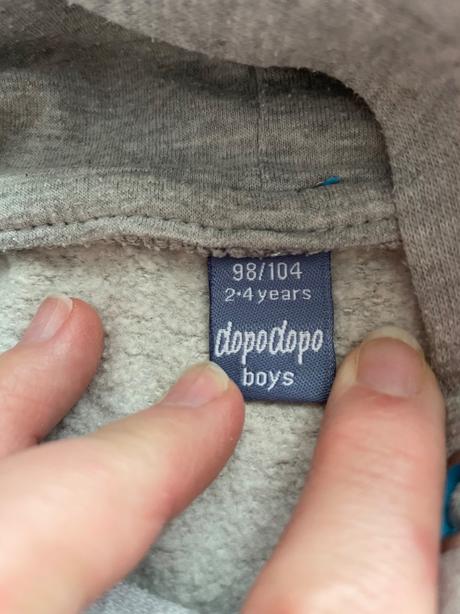 98/104
2-4 years
dopodopo
boys